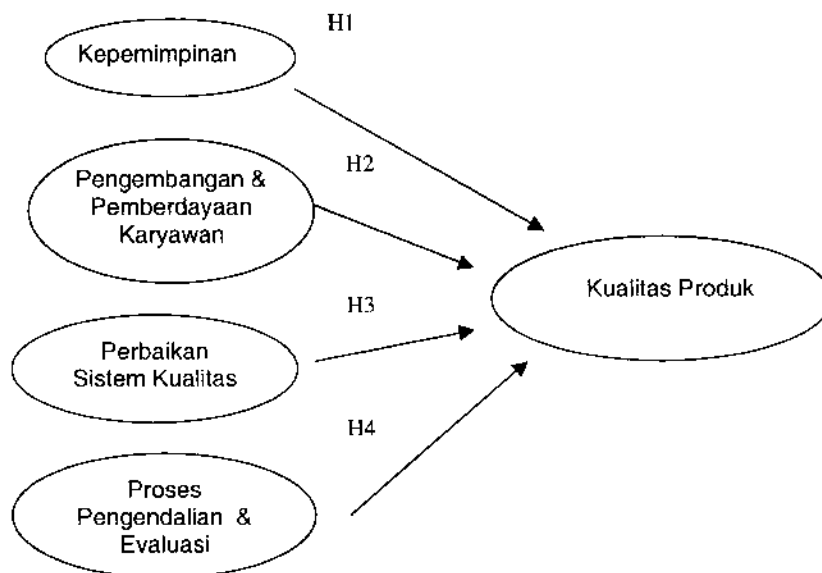 H1
Kepemimpinan
H2
Pengembangan &
Pemberdayaan
Karyawan
Kualitas Produk
H3
Perbaikan
Sistem Kualitas
H4
Proses
Pengendalian &
Evaluasi